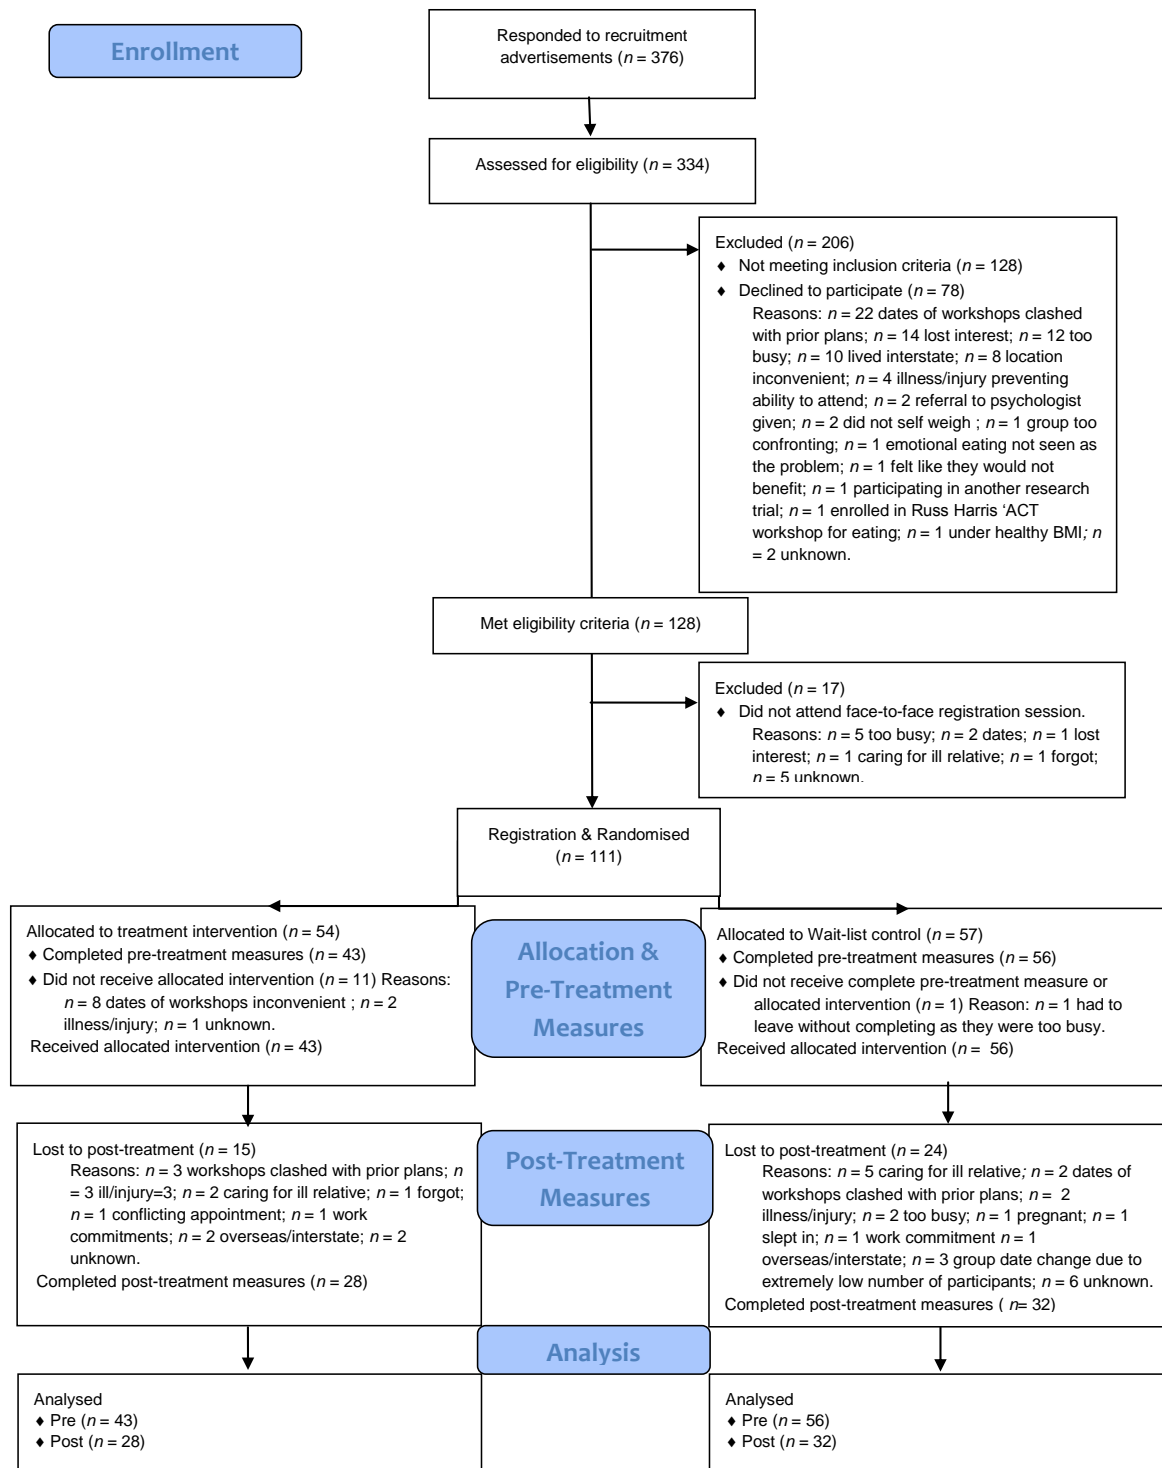 Enrollment
Responded to recruitment
advertisements (n = 376)
Assessed for eligibility (n = 334)
Excluded (n = 206)
♦ Not meeting inclusion criteria (n = 128)
♦ Declined to participate (n = 78)
Reasons: n = 22 dates of workshops clashed
with prior plans; n = 14 lost interest; n = 12 too
busy; n = 10 lived interstate; n = 8 location
inconvenient; n = 4 illness/injury preventing
ability to attend; n = 2 referral to psychologist
given; n = 2 did not self weigh ; n = 1 group too
confronting; n = 1 emotional eating not seen as
the problem; n = 1 felt like they would not
benefit; n = 1 participating in another research
trial; n = 1 enrolled in Russ Harris ‘ACT
workshop for eating; n = 1 under healthy BMI; n
= 2 unknown.
Met eligibility criteria (n = 128)
Excluded (n = 17)
♦ Did not attend face-to-face registration session.
Reasons: n = 5 too busy; n = 2 dates; n = 1 lost
interest; n = 1 caring for ill relative; n = 1 forgot;
n = 5 unknown.
Registration & Randomised
(n = 111)
Allocated to treatment intervention (n = 54)
♦ Completed pre-treatment measures (n = 43)
♦ Did not receive allocated intervention (n = 11) Reasons:
n = 8 dates of workshops inconvenient ; n = 2
illness/injury; n = 1 unknown.
Received allocated intervention (n = 43)
Allocation &
Pre-Treatment
Measures
Allocated to Wait-list control (n = 57)
♦ Completed pre-treatment measures (n = 56)
♦ Did not receive complete pre-treatment measure or
allocated intervention (n = 1) Reason: n = 1 had to
leave without completing as they were too busy.
Received allocated intervention (n = 56)
Lost to post-treatment (n = 15)
Reasons: n = 3 workshops clashed with prior plans; n
= 3 ill/injury=3; n = 2 caring for ill relative; n = 1 forgot;
n = 1 conflicting appointment; n = 1 work
commitments; n = 2 overseas/interstate; n = 2
unknown.
Completed post-treatment measures (n = 28)
Post-Treatment
Measures
Lost to post-treatment (n = 24)
Reasons: n = 5 caring for ill relative; n = 2 dates of
workshops clashed with prior plans; n = 2
illness/injury; n = 2 too busy; n = 1 pregnant; n = 1
slept in; n = 1 work commitment n = 1
overseas/interstate; n = 3 group date change due to
extremely low number of participants; n = 6 unknown.
Completed post-treatment measures ( n= 32)
Analysis
Analysed
♦ Pre (n = 43)
♦ Post (n = 28)
Analysed
♦ Pre (n = 56)
♦ Post (n = 32)